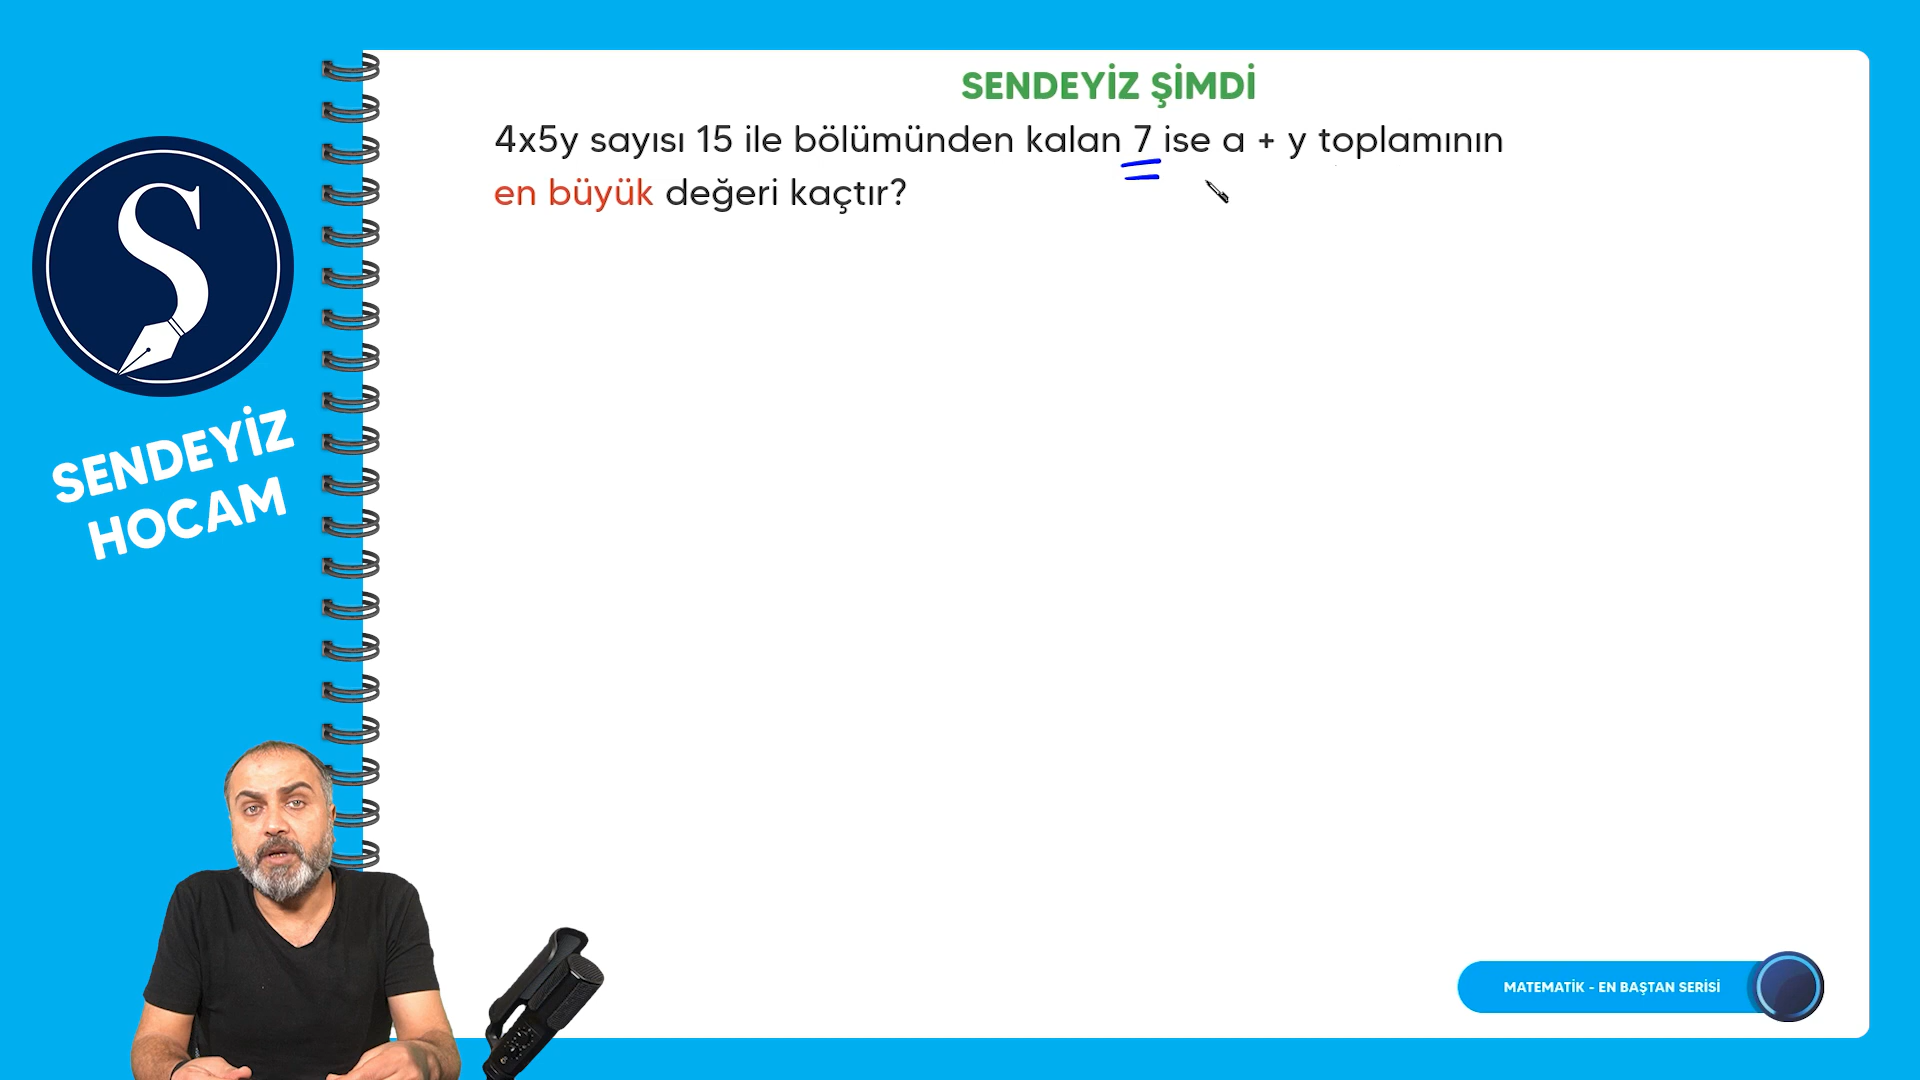 SENDEYİZ ŞİMDİ
4x5y sayısı 15 ile bölümünden kalan 7 ise a + y toplamının
en büyük değeri kaçtır?
S
SENDEYİZ
HOCAM
MATEMATİK - EN BAŞTAN SERİSİ